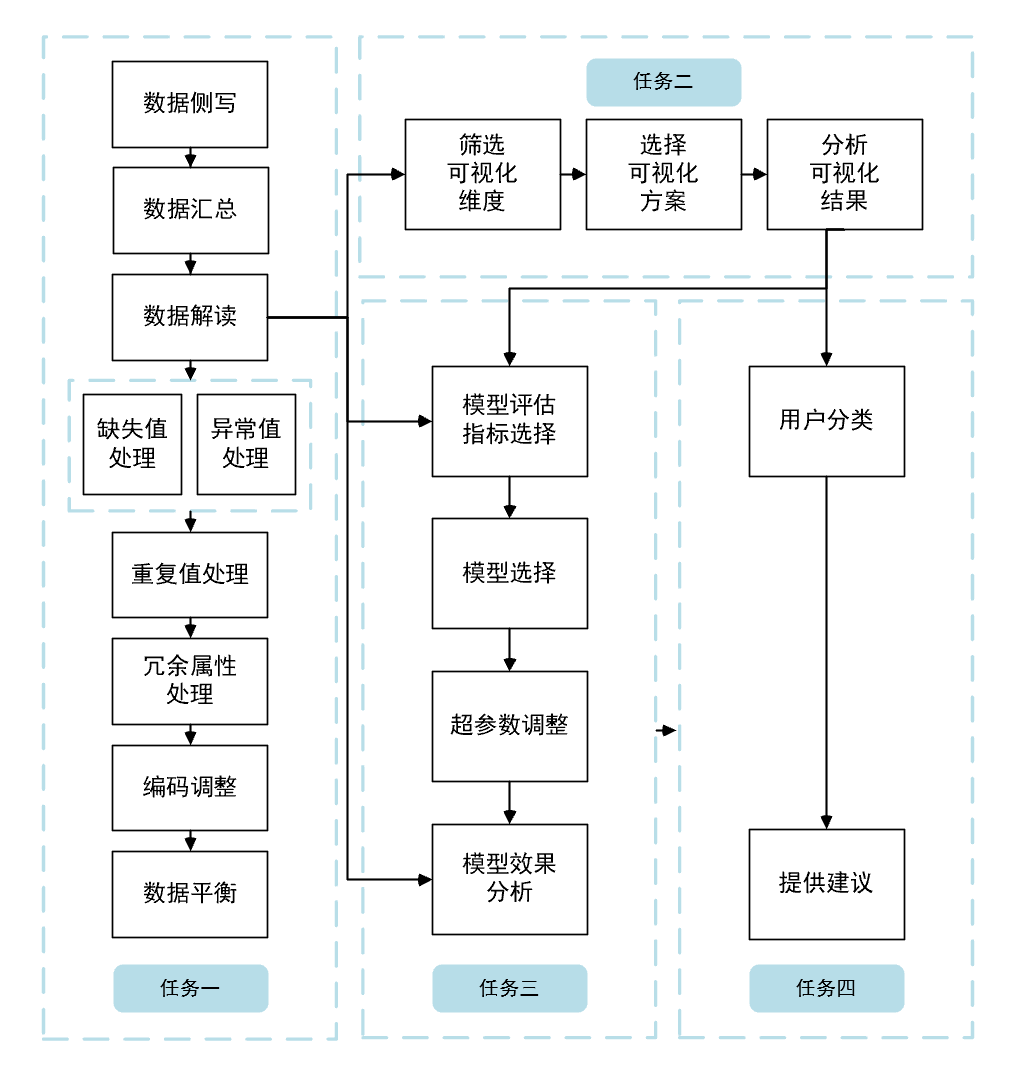 数据侧写
数据汇总
数据解读
缺失值
处理
异常值
处理
重复值处理
冗余属性
处理
编码调整
数据平衡
任务一
任务二
筛选
可视化
维度
选择
可视化
方案
分析
可视化
结果
模型评估
指标选择
模型选择
超参数调整
模型效果
分析
任务三
用户分类
提供建议
任务四